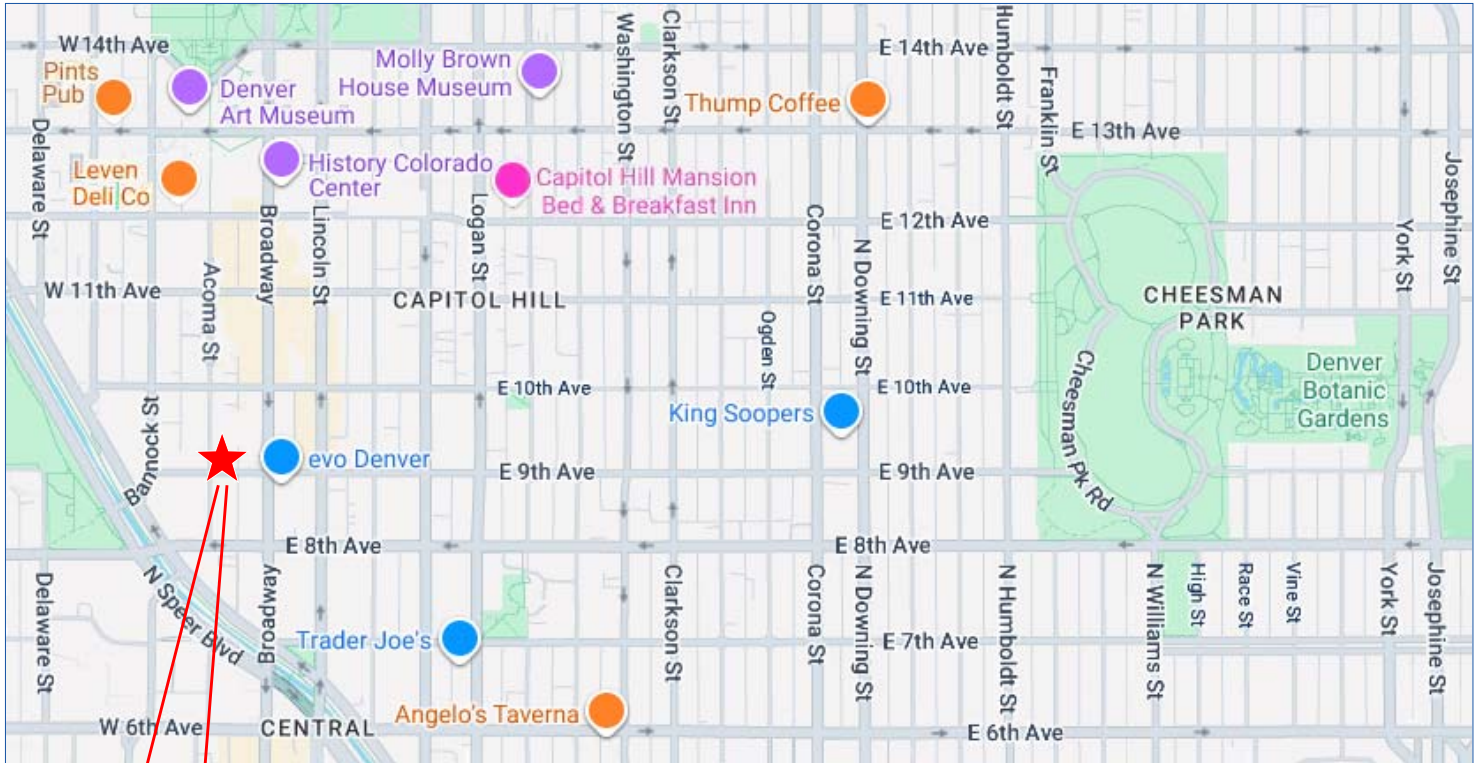 W 14th Ave
E 14th Ave
Washington St
Clarkson St
Humboldt St
Franklin St
Pints
Pub
Denver
Art Museum
Molly Brown
House Museum
Thump Coffee
E 13th Ave
Delaware St
Leven
Deli Co
History Colorado
Center
Capitol Hill Mansion
Bed & Breakfast Inn
Josephine St
Broadway
Lincoln St
Logan St
Corona St
N Downing St
E 12th Ave
York St
W 11th Ave
Acoma St
CAPITOL HILL
E 11th Ave
CHEESMAN
PARK
Ogden St
Cheesman Pk Rd
Denver
Botanic
Gardens
E 10th Ave
E 10th Ave
Bannock St
King Soopers
evo Denver
E 9th Ave
E 9th Ave
E 8th Ave
E 8th Ave
Delaware St
N Speer Blvd
Broadway
Clarkson St
Corona St
N Downing St
N Humboldt St
N Williams St
High St
Race St
Vine St
York St
Josephine St
Trader Joe's
E 7th Ave
Angelo's Taverna
W 6th Ave
CENTRAL
E 6th Ave